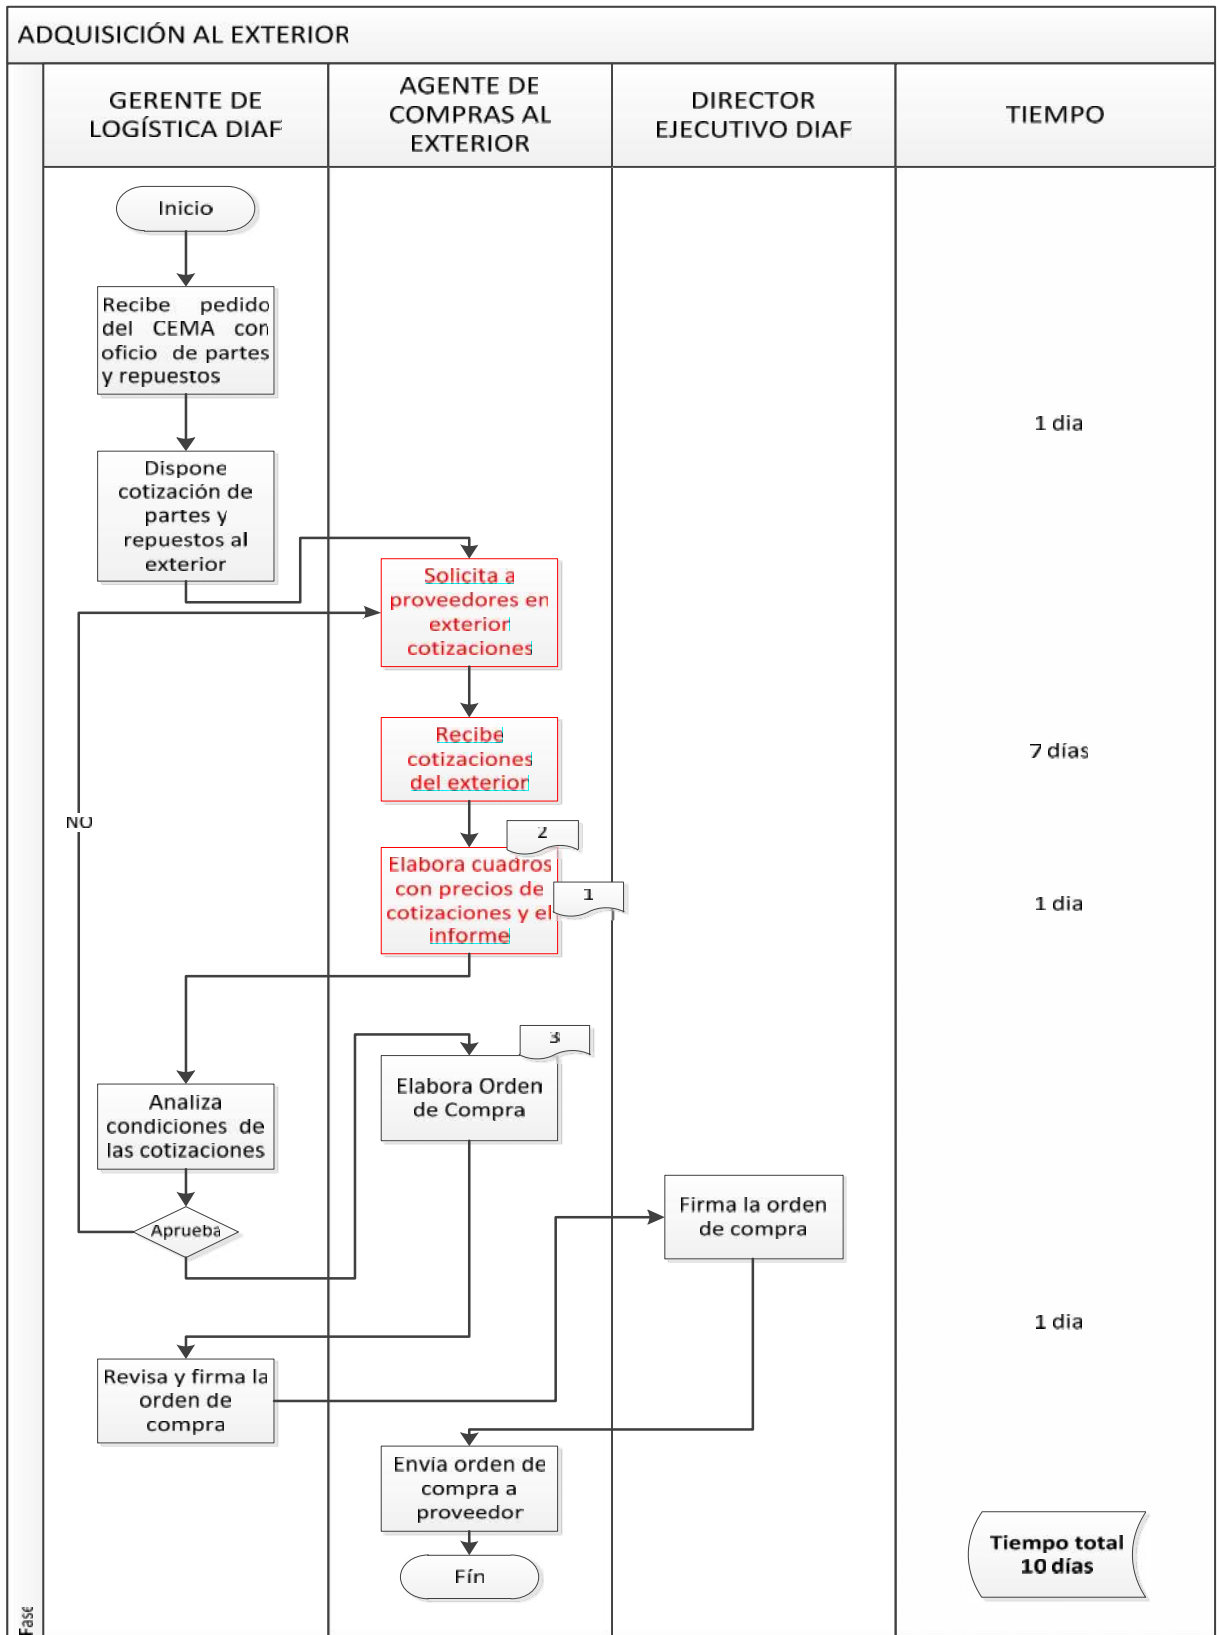 ADQUISICIÓN AL EXTERIOR
GERENTE DE
LOGÍSTICA DIAF
AGENTE DE
COMPRAS AL
EXTERIOR
DIRECTOR
EJECUTIVO DIAF
TIEMPO
Inicio
Recibe pedido
del CEMA con
oficio de partes
y repuestos
1 dia
Dispone
cotización de
partes y
repuestos al
exterior
Solicita a
proveedores en
exterior
cotizaciones
Recibe
cotizaciones
del exterior
7 días
NO
2
Elabora cuadros
con precios de
cotizaciones y el
informe
1
1 dia
3
Elabora Orden
de Compra
Analiza
condiciones de
las cotizaciones
Aprueba
Firma la orden
de compra
1 dia
Revisa y firma la
orden de
compra
Envía orden de
compra a
proveedor
Fín
Tiempo total
10 días
Fase